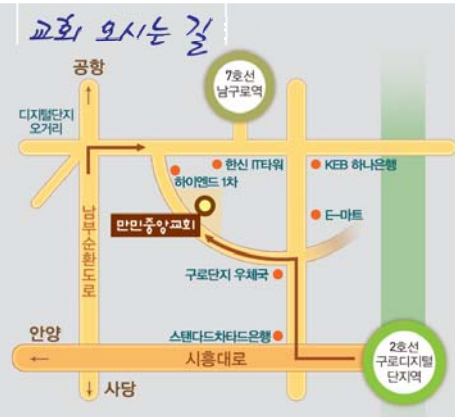 교회 오시는 길
공항
7호선
남구로역
디지털단지
오거리
한신 IT타워
KEB 하나은행
하이엔드 1차
남부순환도로
만민중앙교회
E-마트
구로단지 우체국
안양
스탠다드차타드은행
시흥대로
2호선
구로디지털
단지역
사당